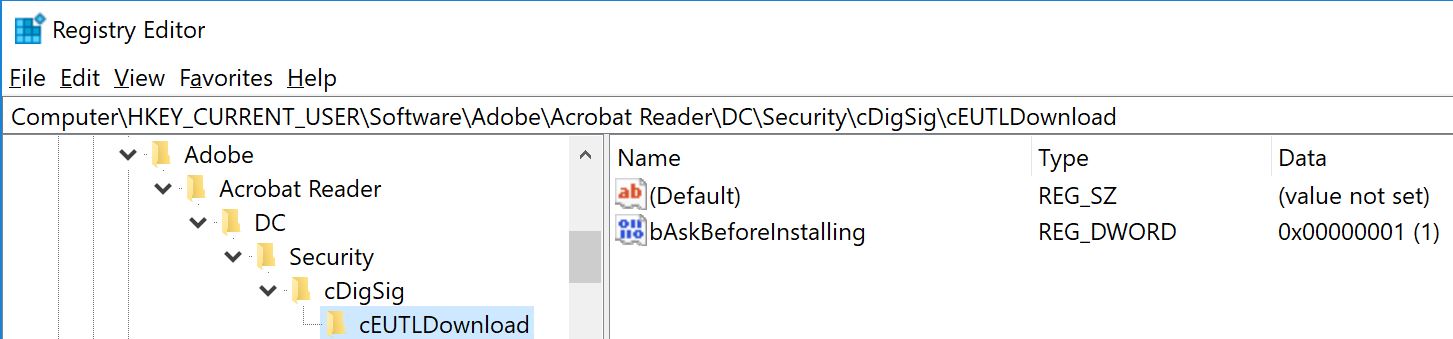 Registry Editor
File Edit View Favorites Help
Computer\HKEY_CURRENT_USER\Software\Adobe\Acrobat Reader\DC\Security\cDigSig\cEUTLDownload
Adobe
Acrobat Reader
DC
Security
cDigSig
cEUTLDownload
Name Type Data
ab (Default) REG_SZ (value not set)
bAskBeforeInstalling REG_DWORD 0x00000001 (1)